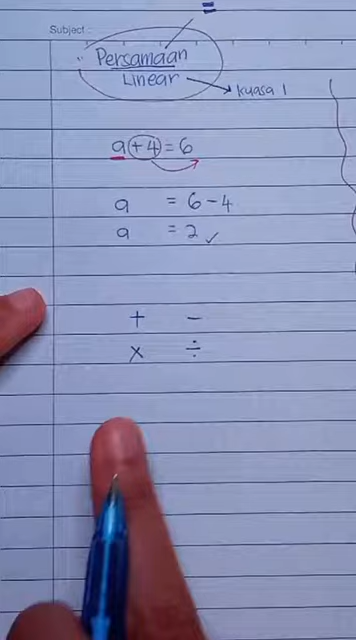 =
Subject :
Persamaan
Linear → kuasa 1
a + 4 = 6
a = 6 - 4
a = 2 ✓
+ -
x ÷